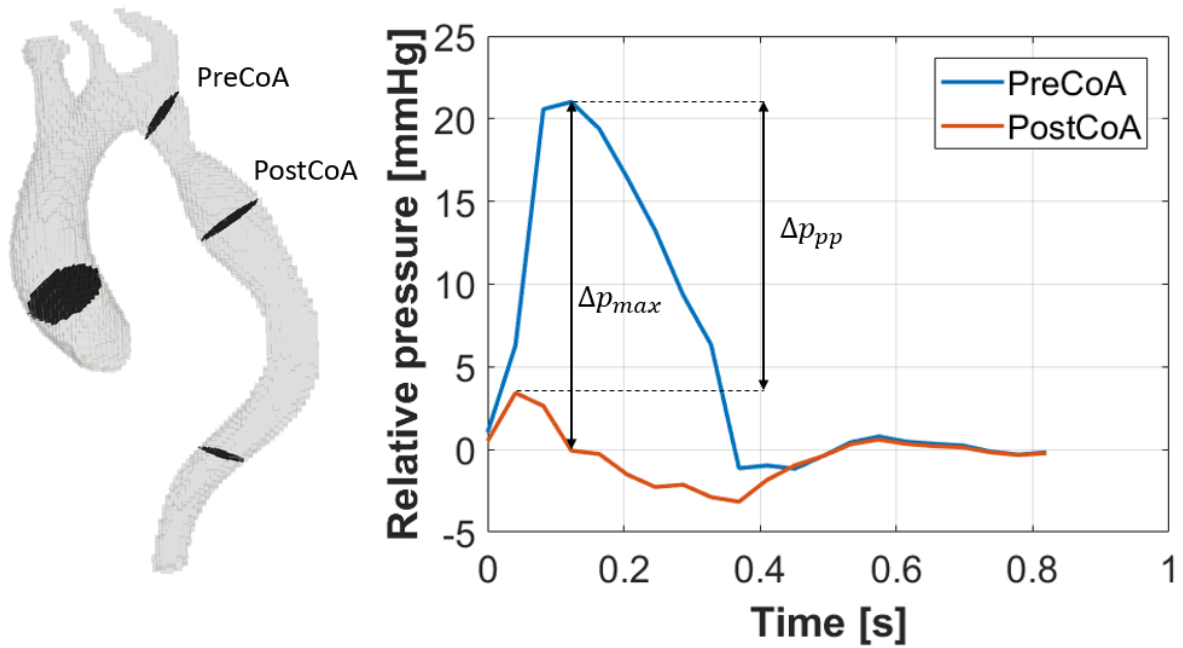 PreCoA
PostCoA
Relative pressure [mmHg]
25
20
15
10
5
0
-5
PreCoA
PostCoA
Δp_pp
Δp_max
0
0.2
0.4
0.6
0.8
1
Time [s]